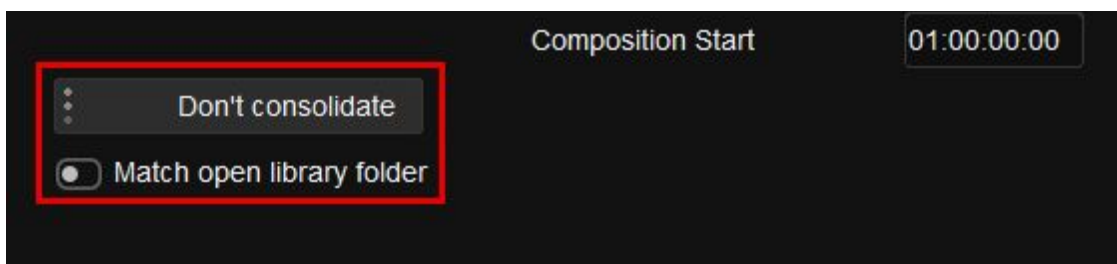 Composition Start 01:00:00:00
Don't consolidate
Match open library folder